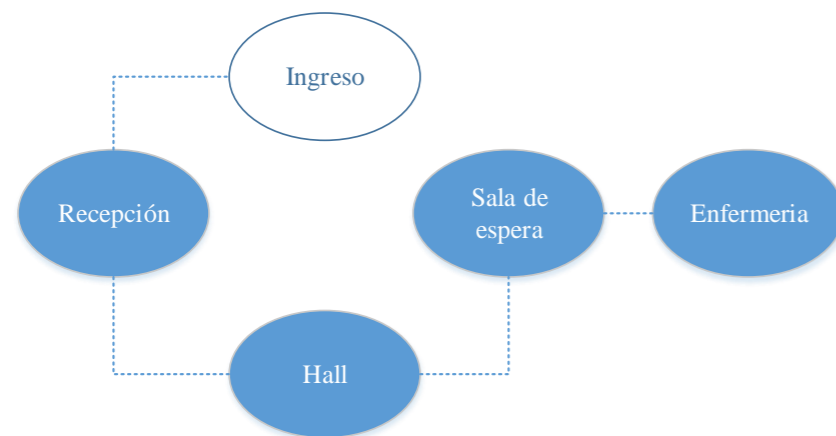 Ingreso
Recepción
Sala de
espera
Enfermeria
Hall